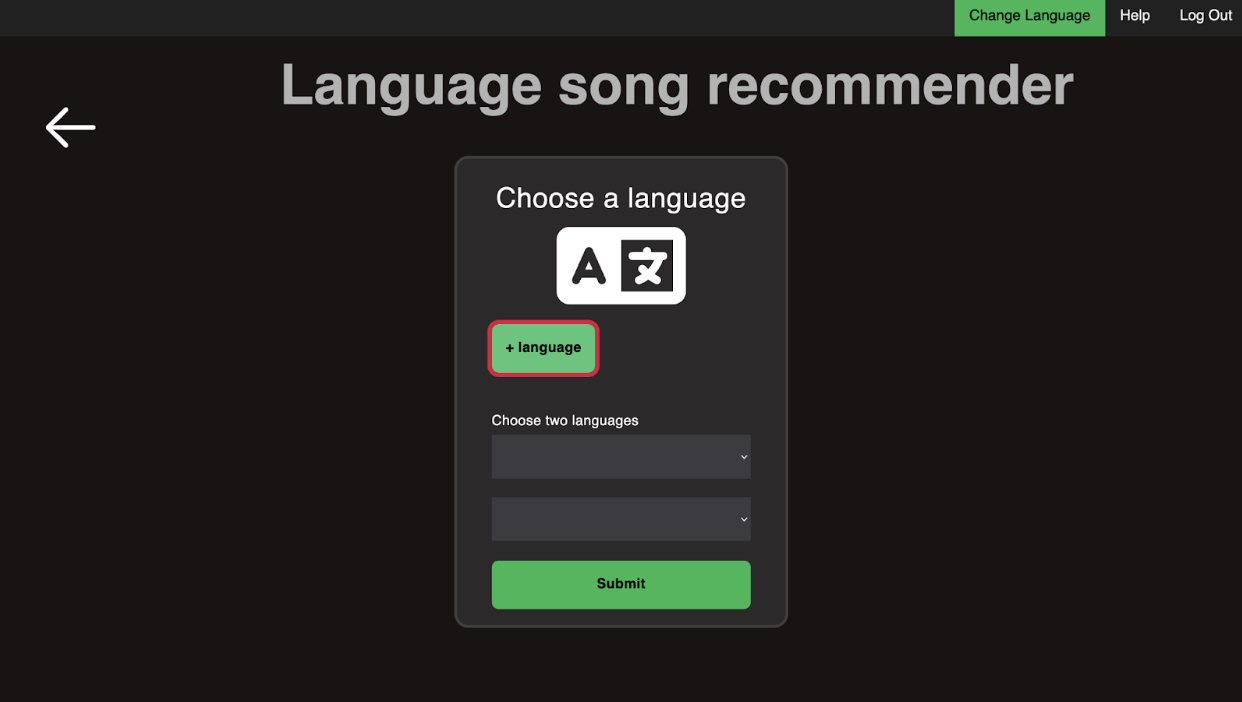 Change Language
Help
Log Out
Language song recommender
Choose a language
A 文
+ language
Choose two languages
Submit